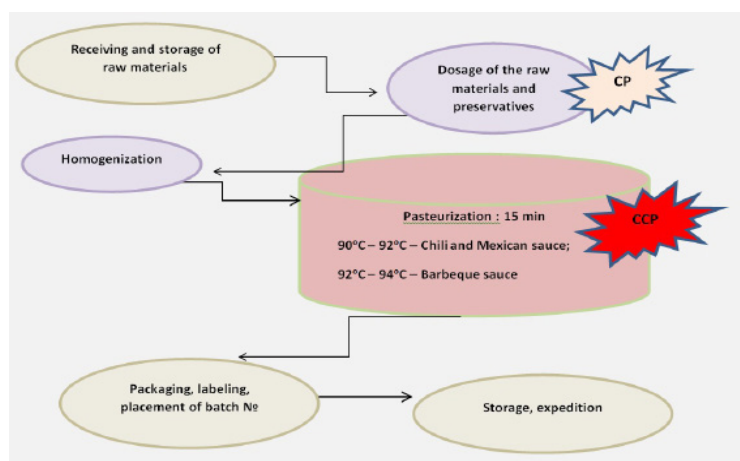 Receiving and storage of
raw materials
Dosage of the raw
materials and
preservatives
CP
Homogenization
Pasteurization : 15 min
90°C – 92°C – Chili and Mexican sauce;
92°C – 94°C – Barbeque sauce
CCP
Packaging, labeling,
placement of batch №
Storage, expedition